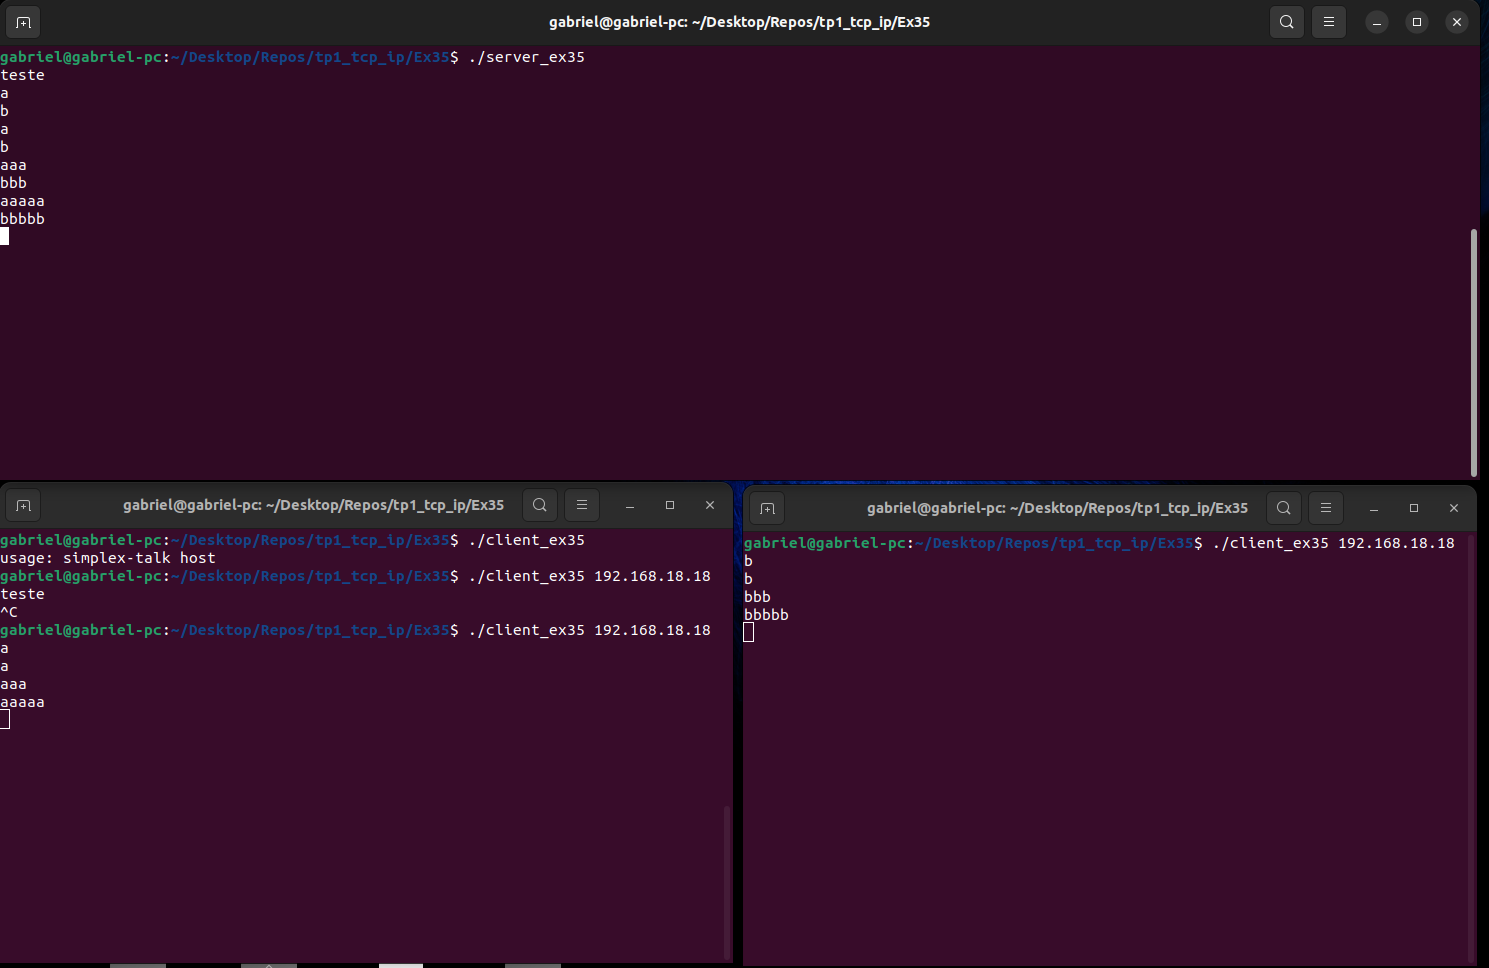 gabriel@gabriel-pc: ~/Desktop/Repos/tp1_tcp_ip/Ex35
gabriel@gabriel-pc:~/Desktop/Repos/tp1_tcp_ip/Ex35$ ./server_ex35
teste
a
b
a
b
aaa
bbb
aaaaa
bbbbb
gabriel@gabriel-pc: ~/Desktop/Repos/tp1_tcp_ip/Ex35
gabriel@gabriel-pc:~/Desktop/Repos/tp1_tcp_ip/Ex35$ ./client_ex35
usage: simplex-talk host
gabriel@gabriel-pc:~/Desktop/Repos/tp1_tcp_ip/Ex35$ ./client_ex35 192.168.18.18
teste
^C
gabriel@gabriel-pc:~/Desktop/Repos/tp1_tcp_ip/Ex35$ ./client_ex35 192.168.18.18
a
a
aaa
aaaaa
gabriel@gabriel-pc: ~/Desktop/Repos/tp1_tcp_ip/Ex35
gabriel@gabriel-pc:~/Desktop/Repos/tp1_tcp_ip/Ex35$ ./client_ex35 192.168.18.18
b
b
bbb
bbbbb